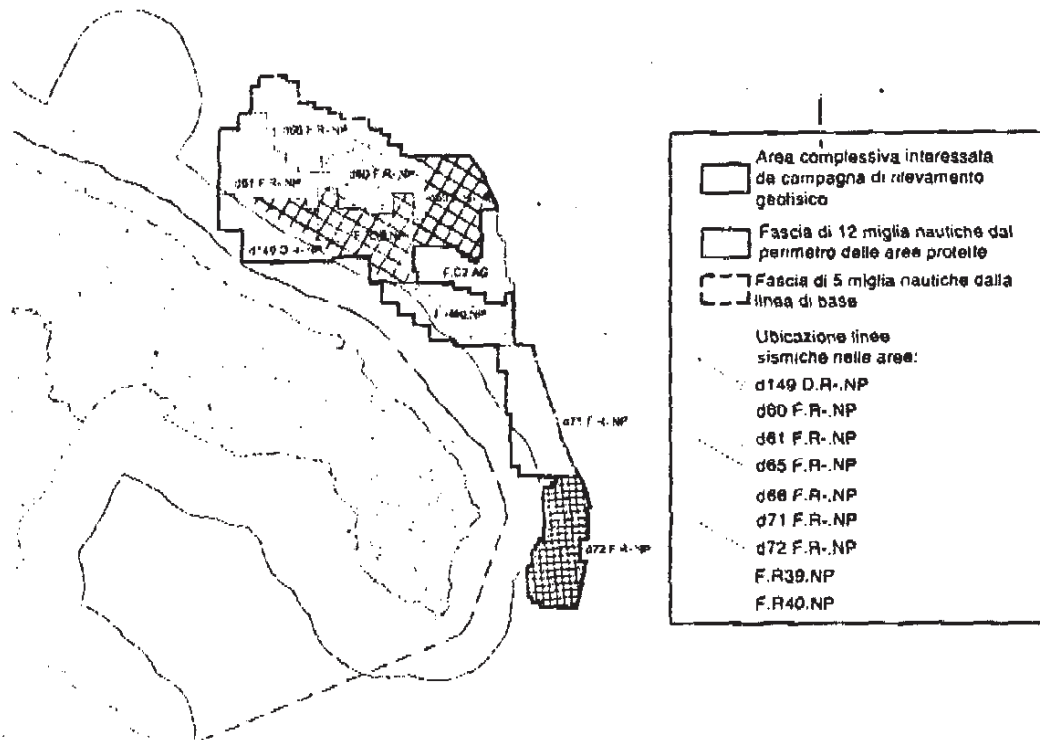 d66 F.R-.NP
d61 F.R-.NP
d60 F.R-.NP
d149 D.R-.NP
F.C2.AG
d71 F.R-.NP
d72 F.R-.NP
Area complessiva interessata
da campagna di rilevamento
geofisico
Fascia di 12 miglia nautiche dal
perimetro delle aree protette
Fascia di 5 miglia nautiche dalla
linea di base
Ubicazione linee
sismiche nelle aree:
d149 D.R-.NP
d60 F.R-.NP
d61 F.R-.NP
d65 F.R-.NP
d66 F.R-.NP
d71 F.R-.NP
d72 F.R-.NP
F.R39.NP
F.R40.NP